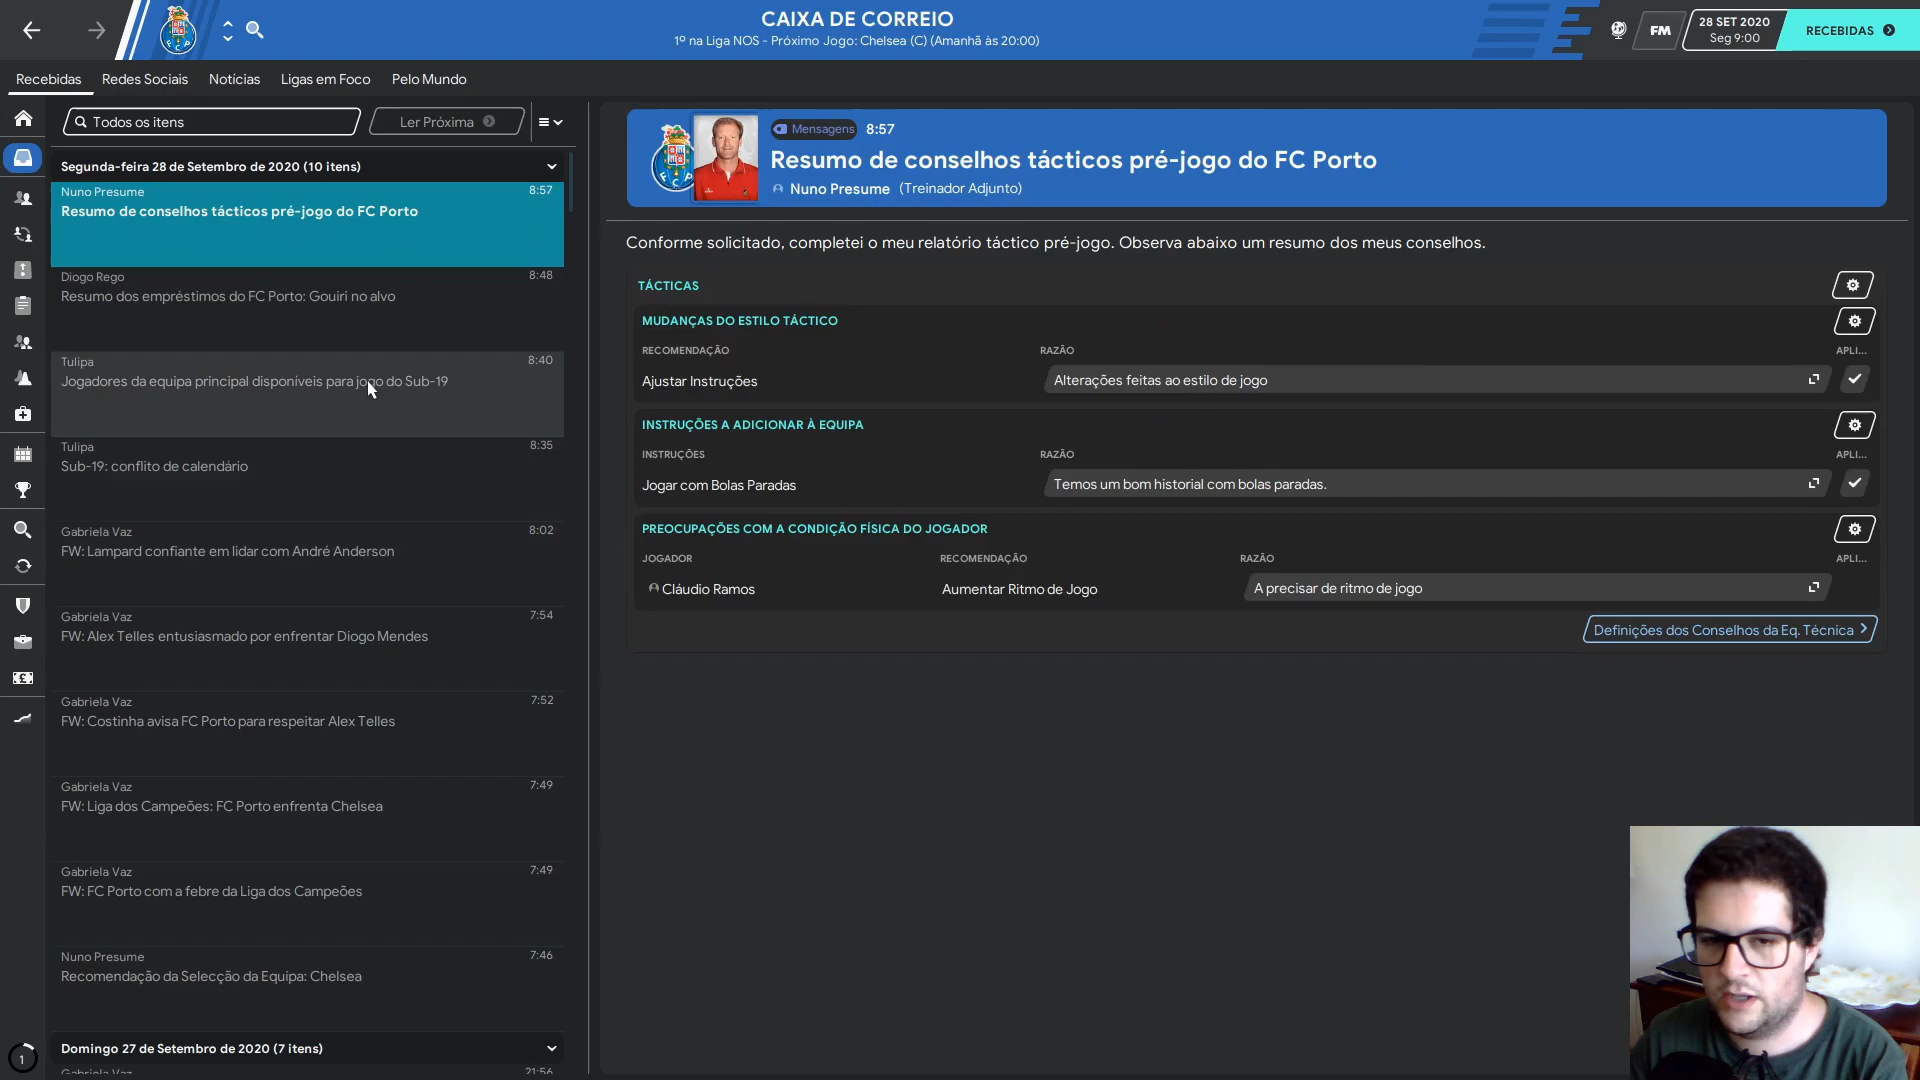 CAIXA DE CORREIO
1º na Liga NOS - Próximo Jogo: Chelsea (C) (Amanhã às 20:00)
FM
28 SET 2020
Seg 9:00
RECEBIDAS
Recebidas
Redes Sociais
Notícias
Ligas em Foco
Pelo Mundo
Todos os itens
Ler Próxima
Segunda-feira 28 de Setembro de 2020 (10 itens)
Nuno Presume 8:57
Resumo de conselhos tácticos pré-jogo do FC Porto
Diogo Rego 8:48
Resumo dos empréstimos do FC Porto: Gouiri no alvo
Tulipa 8:40
Jogadores da equipa principal disponíveis para jogo do Sub-19
Tulipa 8:35
Sub-19: conflito de calendário
Gabriela Vaz 8:02
FW: Lampard confiante em lidar com André Anderson
Gabriela Vaz 7:54
FW: Alex Telles entusiasmado por enfrentar Diogo Mendes
Gabriela Vaz 7:52
FW: Costinha avisa FC Porto para respeitar Alex Telles
Gabriela Vaz 7:49
FW: Liga dos Campeões: FC Porto enfrenta Chelsea
Gabriela Vaz 7:49
FW: FC Porto com a febre da Liga dos Campeões
Nuno Presume 7:46
Recomendação da Selecção da Equipa: Chelsea
Domingo 27 de Setembro de 2020 (7 itens)
Gabriela Vaz 21:56
1
Mensagens 8:57
Resumo de conselhos tácticos pré-jogo do FC Porto
Nuno Presume (Treinador Adjunto)
Conforme solicitado, completei o meu relatório táctico pré-jogo. Observa abaixo um resumo dos meus conselhos.
TÁCTICAS
MUDANÇAS DO ESTILO TÁCTICO
RECOMENDAÇÃO RAZÃO APLI...
Ajustar Instruções Alterações feitas ao estilo de jogo
INSTRUÇÕES A ADICIONAR À EQUIPA
INSTRUÇÕES RAZÃO APLI...
Jogar com Bolas Paradas Temos um bom historial com bolas paradas.
PREOCUPAÇÕES COM A CONDIÇÃO FÍSICA DO JOGADOR
JOGADOR RECOMENDAÇÃO RAZÃO APLI...
Cláudio Ramos Aumentar Ritmo de Jogo A precisar de ritmo de jogo
Definições dos Conselhos da Eq. Técnica